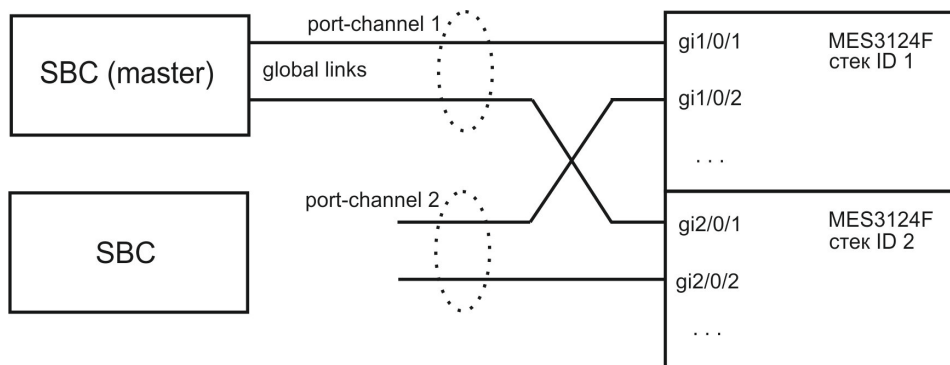 port-channel 1
SBC (master)
global links
gi1/0/1
MES3124F
стек ID 1
gi1/0/2
. . .
port-channel 2
SBC
gi2/0/1
MES3124F
стек ID 2
gi2/0/2
. . .